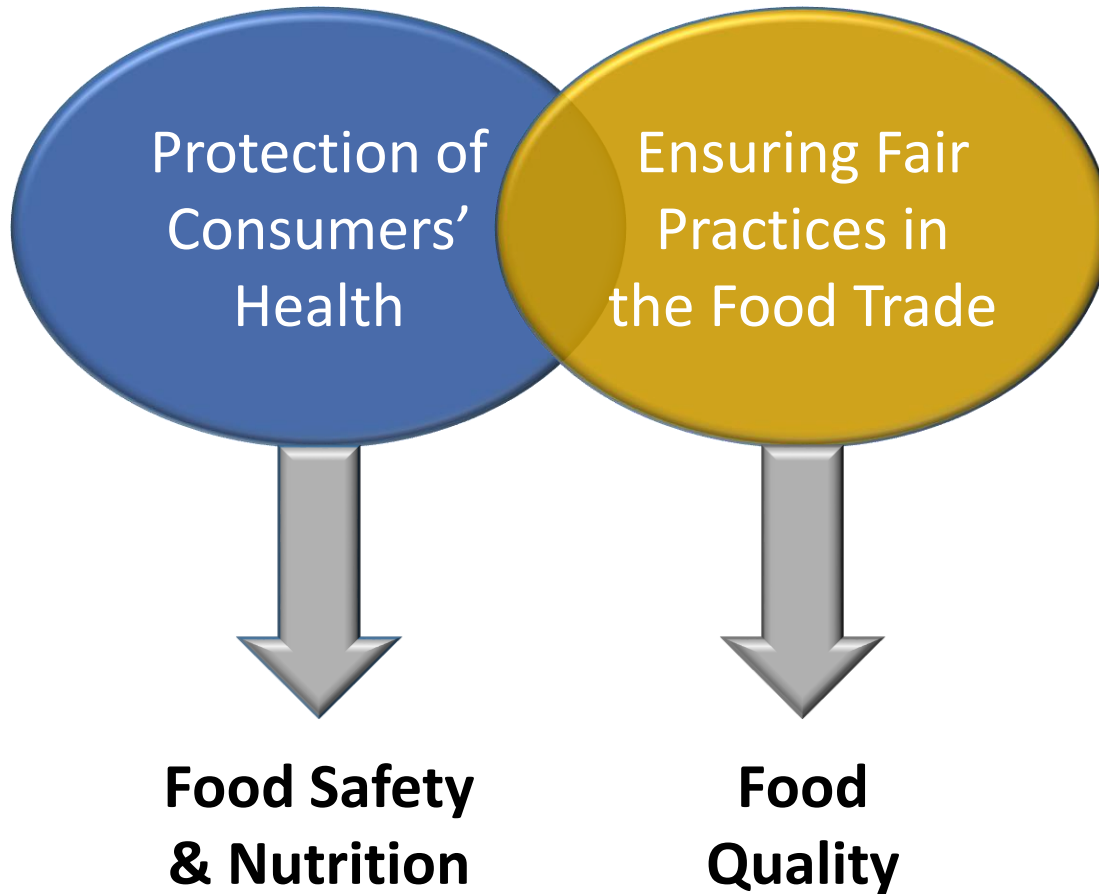 Protection of
Consumers’
Health
Ensuring Fair
Practices in
the Food Trade
Food Safety
& Nutrition
Food
Quality